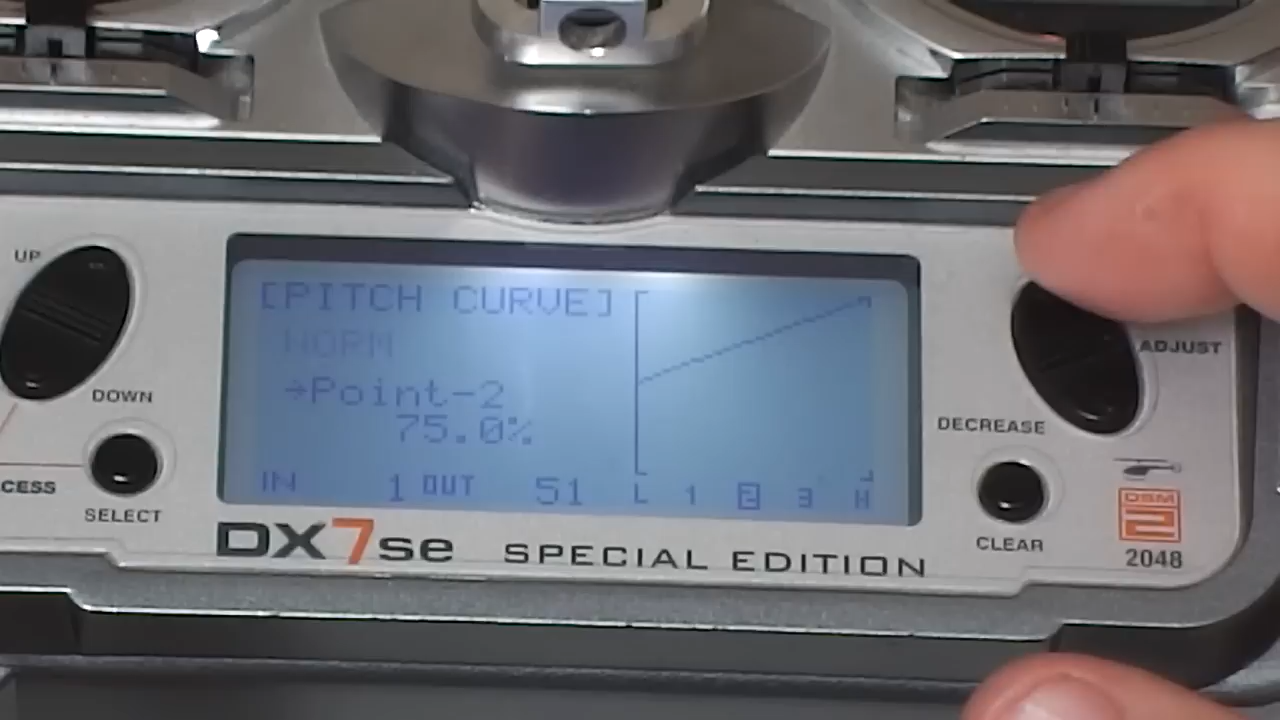 UP
DOWN
CESS
SELECT
[PITCH CURVE]
NORM
→Point-2
75.0%
IN 1 OUT 51 L 1 2 3 H
DX7se SPECIAL EDITION
ADJUST
DECREASE
CLEAR
DSM
2
2048